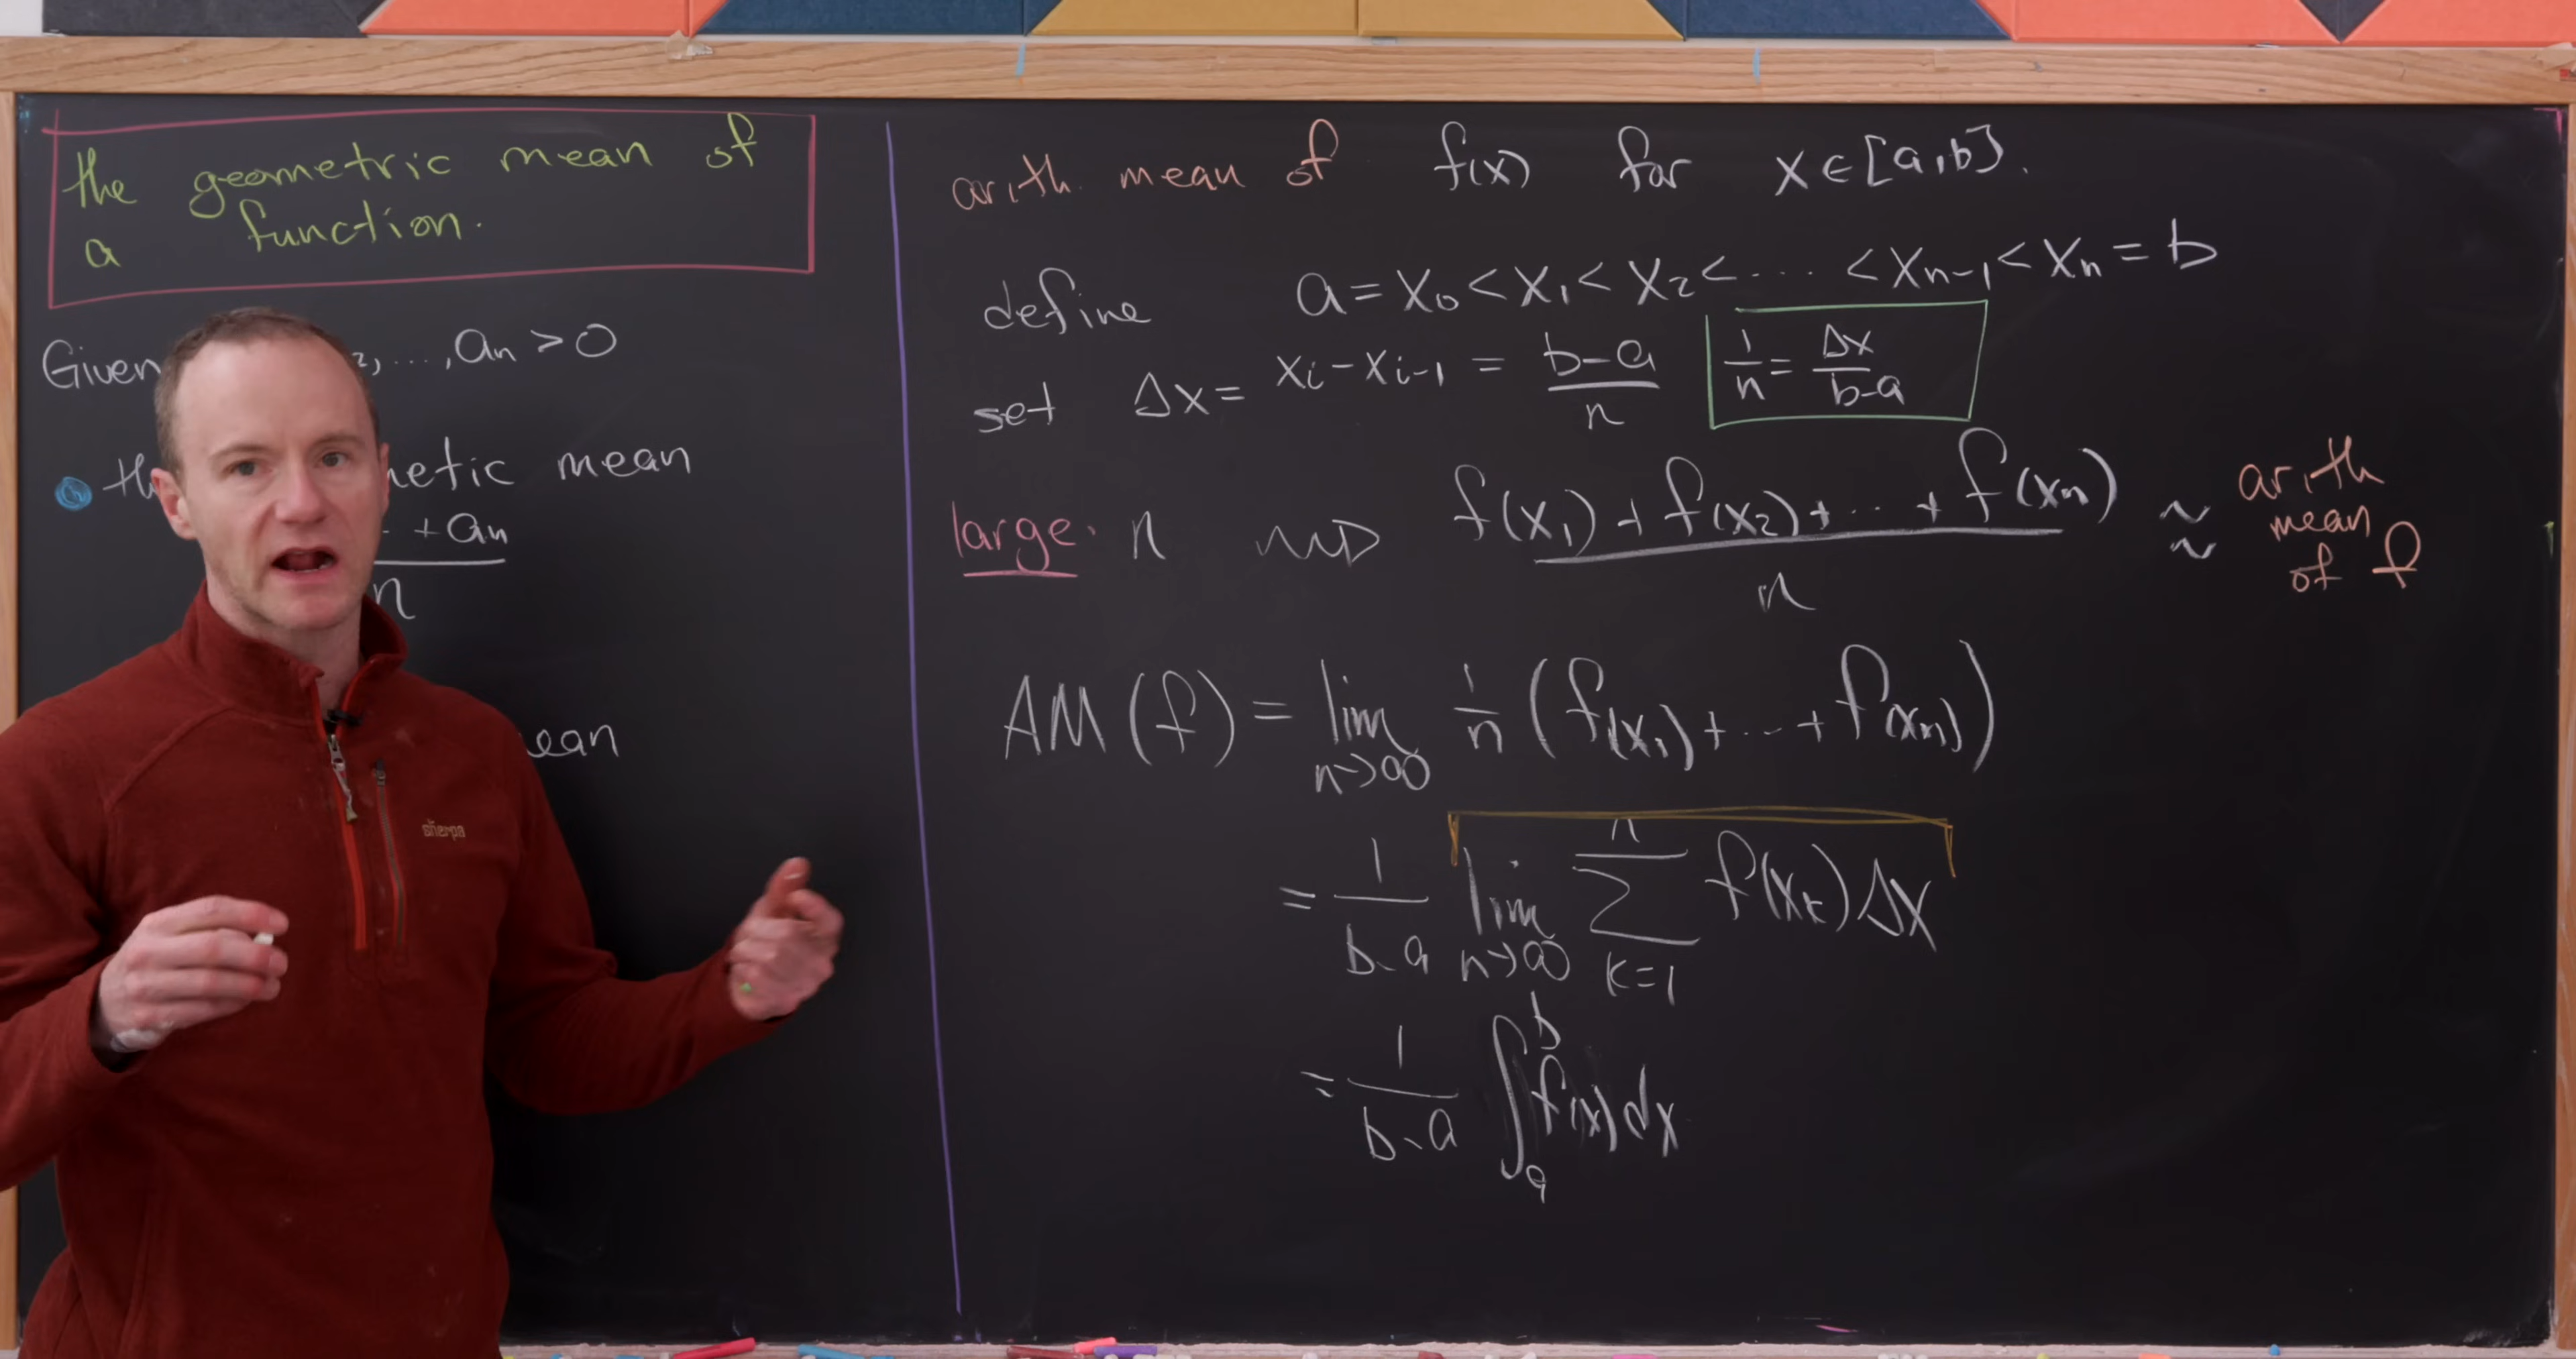 the geometric mean of
a function.
Given ₂, ..., aₙ > 0
mean
+ aₙ
n
sherpa
arith. mean of f(x) for x ∈ [a,b].
define a = x₀ < x₁ < x₂ < .... < xₙ₋₁ < xₙ = b
set Δx = xᵢ - xᵢ₋₁ = (b-a)/n 1/n = Δx/(b-a)
large n ⇝ (f(x₁) + f(x₂) + ... + f(xₙ))/n ≈ arith mean of f
AM(f) = lim n→∞ 1/n (f(x₁) + ... + f(xₙ))
= 1/(b-a) lim n→∞ ∑ k=1 n f(xₖ)Δx
= 1/(b-a) ∫ₐᵇ f(x)dx